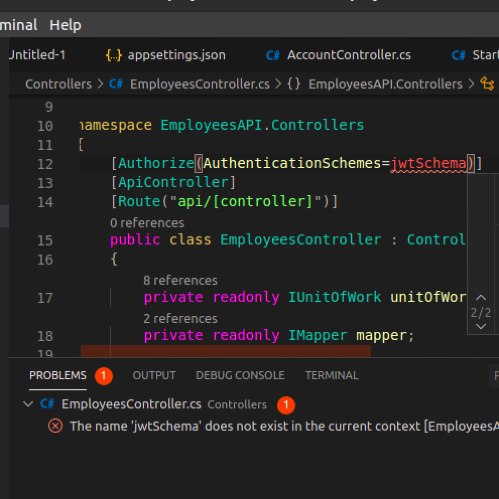 minal Help
Untitled-1 {..} appsettings.json C# AccountController.cs C# Star
Controllers > C# EmployeesController.cs > {} EmployeesAPI.Controllers >
9
10 namespace EmployeesAPI.Controllers
11 {
12 [Authorize(AuthenticationSchemes=jwtSchema)]
13 [ApiController]
14 [Route("api/[controller]")]
0 references
15 public class EmployeesController : Control
16 {
8 references
17 private readonly IUnitOfWork unitOfWor
2/2
2 references
18 private readonly IMapper mapper;
19
PROBLEMS 1 OUTPUT DEBUG CONSOLE TERMINAL F
C# EmployeesController.cs Controllers 1
The name 'jwtSchema' does not exist in the current context [EmployeesA